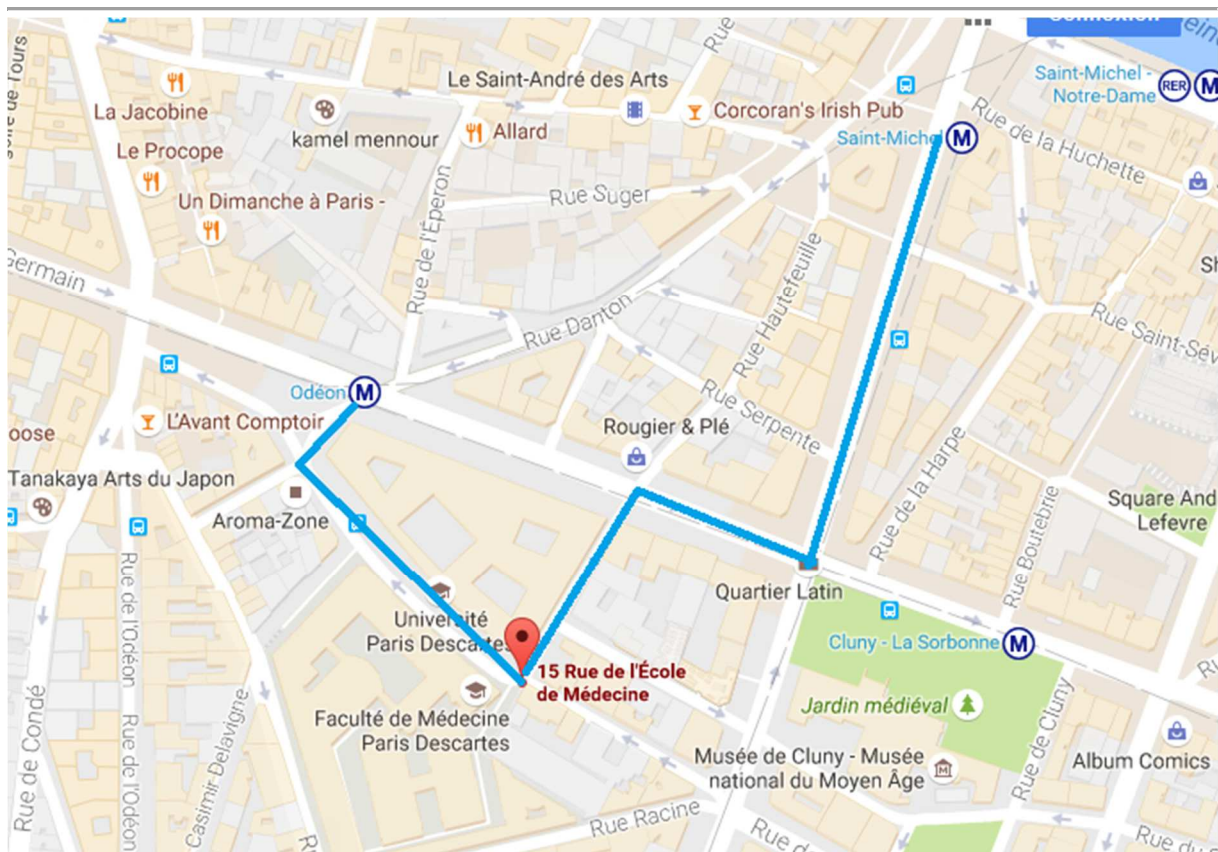 Connexion
Rue
Le Saint-André des Arts
Saint-Michel -
Notre-Dame
RER
M
La Jacobine
Corcoran's Irish Pub
kamel mennour
Allard
Saint-Michel
M
Rue de la Huchette
Le Procope
Rue Suger
Un Dimanche à Paris -
Rue de l'Éperon
Germain
Rue Hautefeuille
Rue Danton
Rue Saint-Sév
Odéon
M
L'Avant Comptoir
Rue Serpente
Rougier & Plé
Rue de la Harpe
oose
Tanakaya Arts du Japon
Aroma-Zone
Square And
Lefevre
Rue Boutebrie
Rue de l'Odéon
Quartier Latin
Université
Paris Descartes
Cluny - La Sorbonne
M
15 Rue de l'École
de Médecine
Faculté de Médecine
Paris Descartes
Jardin médiéval
Rue de Cluny
Rue de Condé
Rue de l'Odéon
Casimir Delavigne
Musée de Cluny - Musée
national du Moyen Âge
M
Album Comics
Rue Racine
Rue du S